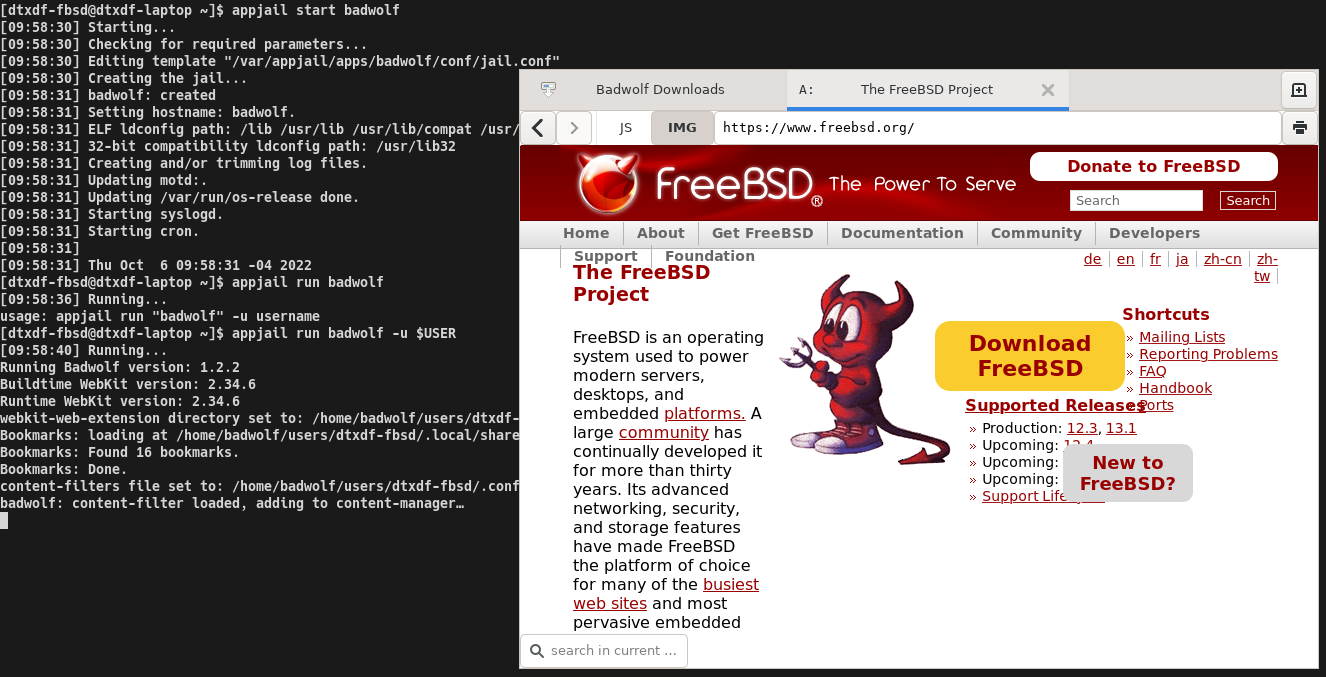 [dtxdf-fbsd@dtxdf-laptop ~]$ appjail start badwolf
[09:58:30] Starting...
[09:58:30] Checking for required parameters...
[09:58:30] Editing template "/var/appjail/apps/badwolf/conf/jail.conf"
[09:58:30] Creating the jail...
[09:58:31] badwolf: created
[09:58:31] Setting hostname: badwolf.
[09:58:31] ELF ldconfig path: /lib /usr/lib /usr/lib/compat /usr/
[09:58:31] 32-bit compatibility ldconfig path: /usr/lib32
[09:58:31] Creating and/or trimming log files.
[09:58:31] Updating motd:.
[09:58:31] Updating /var/run/os-release done.
[09:58:31] Starting syslogd.
[09:58:31] Starting cron.
[09:58:31]
[09:58:31] Thu Oct  6 09:58:31 -04 2022
[dtxdf-fbsd@dtxdf-laptop ~]$ appjail run badwolf
[09:58:36] Running...
usage: appjail run "badwolf" -u username
[dtxdf-fbsd@dtxdf-laptop ~]$ appjail run badwolf -u $USER
[09:58:40] Running...
Running Badwolf version: 1.2.2
Buildtime WebKit version: 2.34.6
Runtime WebKit version: 2.34.6
webkit-web-extension directory set to: /home/badwolf/users/dtxdf-
Bookmarks: loading at /home/badwolf/users/dtxdf-fbsd/.local/share
Bookmarks: Found 16 bookmarks.
Bookmarks: Done.
content-filters file set to: /home/badwolf/users/dtxdf-fbsd/.conf
badwolf: content-filter loaded, adding to content-manager…
Badwolf Downloads
A: The FreeBSD Project
JS IMG https://www.freebsd.org/
FreeBSD® The Power To Serve
Donate to FreeBSD
Search Search
Home About Get FreeBSD Documentation Community Developers
Support Foundation
de en fr ja zh-cn zh-
tw
The FreeBSD
Project
FreeBSD is an operating
system used to power
modern servers,
desktops, and
embedded platforms. A
large community has
continually developed it
for more than thirty
years. Its advanced
networking, security,
and storage features
have made FreeBSD
the platform of choice
for many of the busiest
web sites and most
pervasive embedded
Download
FreeBSD
Supported Releases
» Production: 12.3, 13.1
» Upcoming: 12.4
» Upcoming:
» Upcoming:
» Support
New to
FreeBSD?
Shortcuts
» Mailing Lists
» Reporting Problems
» FAQ
» Handbook
» Ports
search in current ...